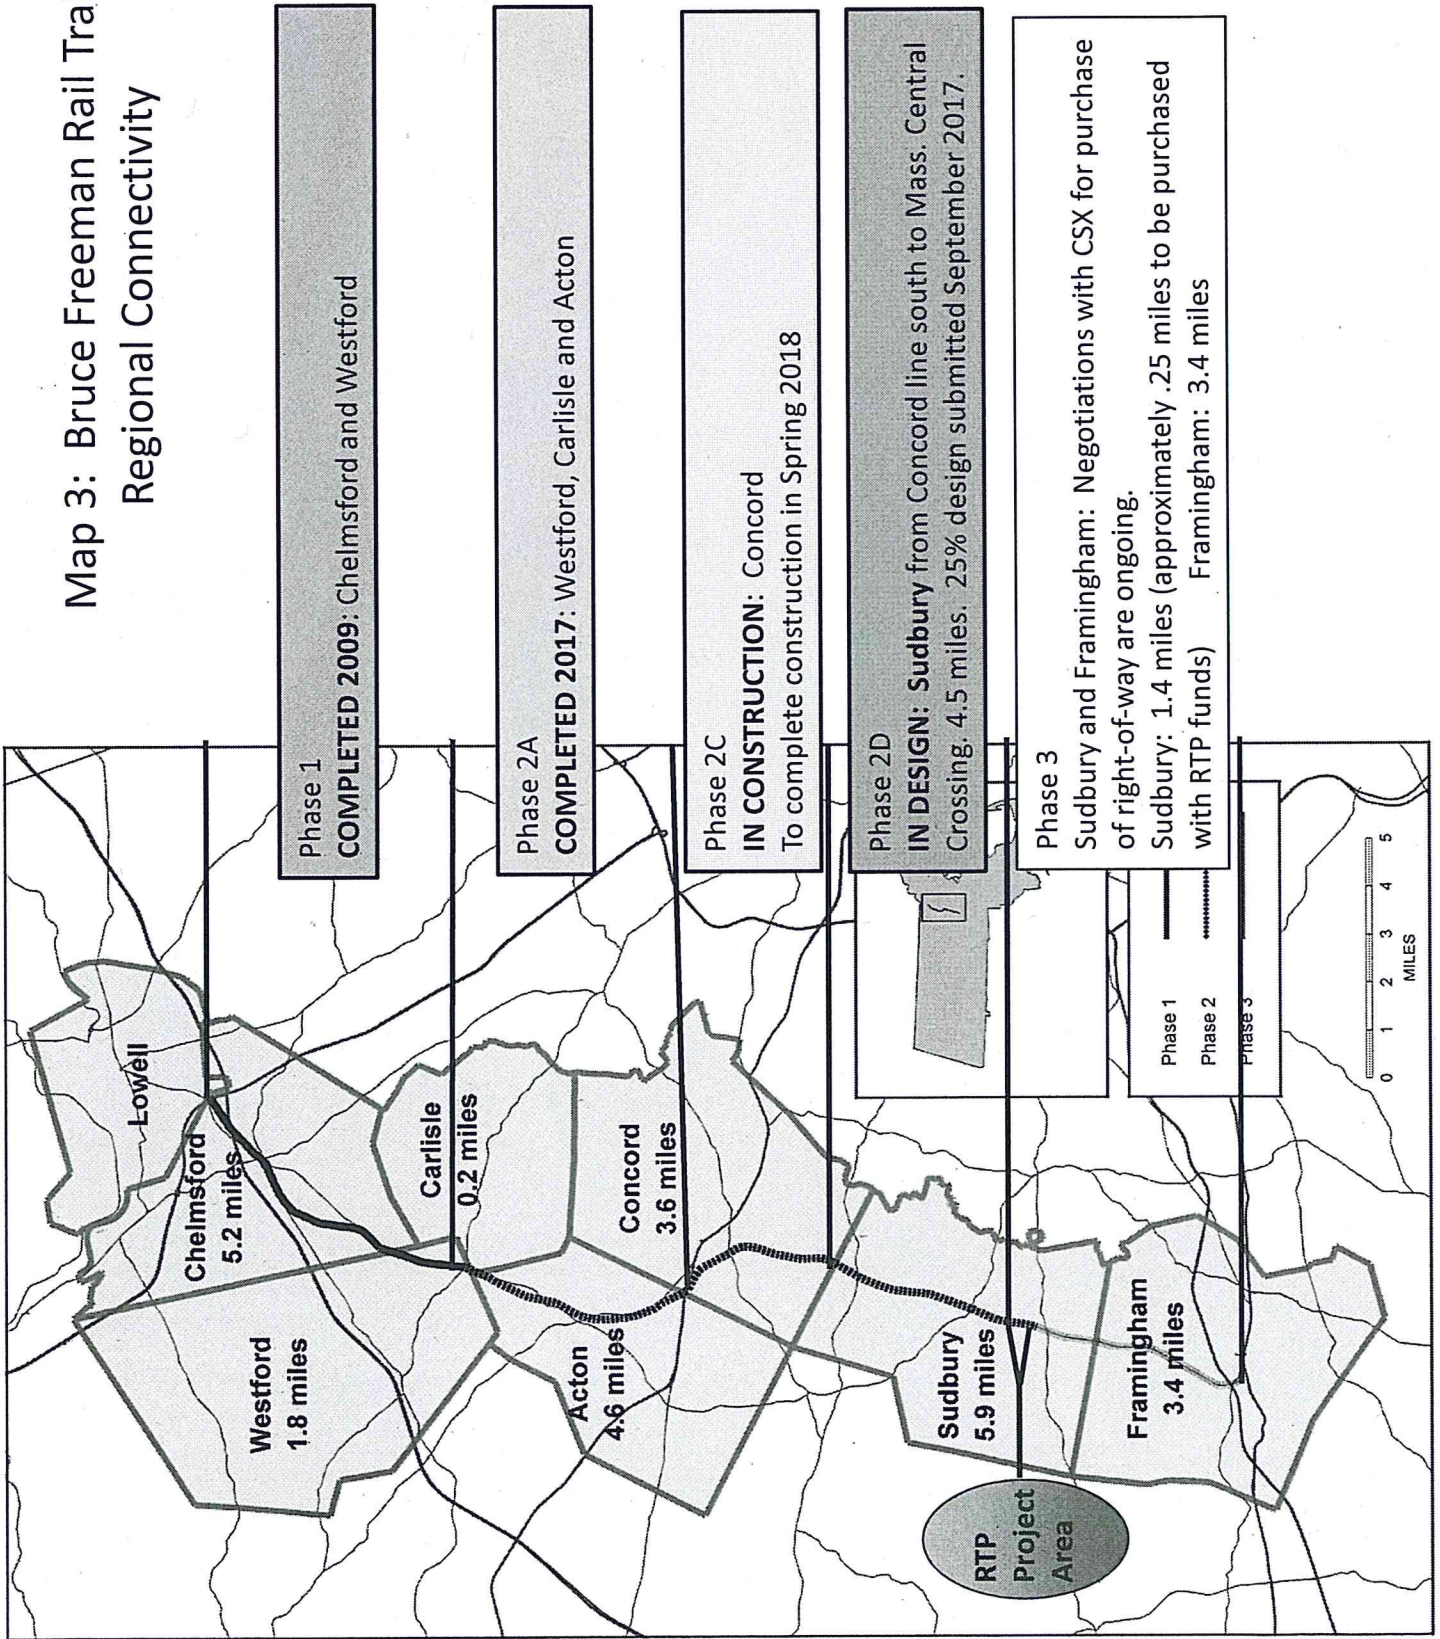 Map 3: Bruce Freeman Rail Tra
Regional Connectivity
Phase 1
COMPLETED 2009: Chelmsford and Westford
Phase 2A
COMPLETED 2017: Westford, Carlisle and Acton
Phase 2C
IN CONSTRUCTION: Concord
To complete construction in Spring 2018
Phase 2D
IN DESIGN: Sudbury from Concord line south to Mass. Central
Crossing. 4.5 miles. 25% design submitted September 2017.
Phase 3
Sudbury and Framingham: Negotiations with CSX for purchase
of right-of-way are ongoing.
Sudbury: 1.4 miles (approximately .25 miles to be purchased
with RTP funds) Framingham: 3.4 miles
Lowell
Chelmsford
5.2 miles
Westford
1.8 miles
Carlisle
0.2 miles
Acton
4.6 miles
Concord
3.6 miles
Sudbury
5.9 miles
Framingham
3.4 miles
RTP
Project
Area
Phase 1
Phase 2
Phase 3
0 1 2 3 4 5
MILES